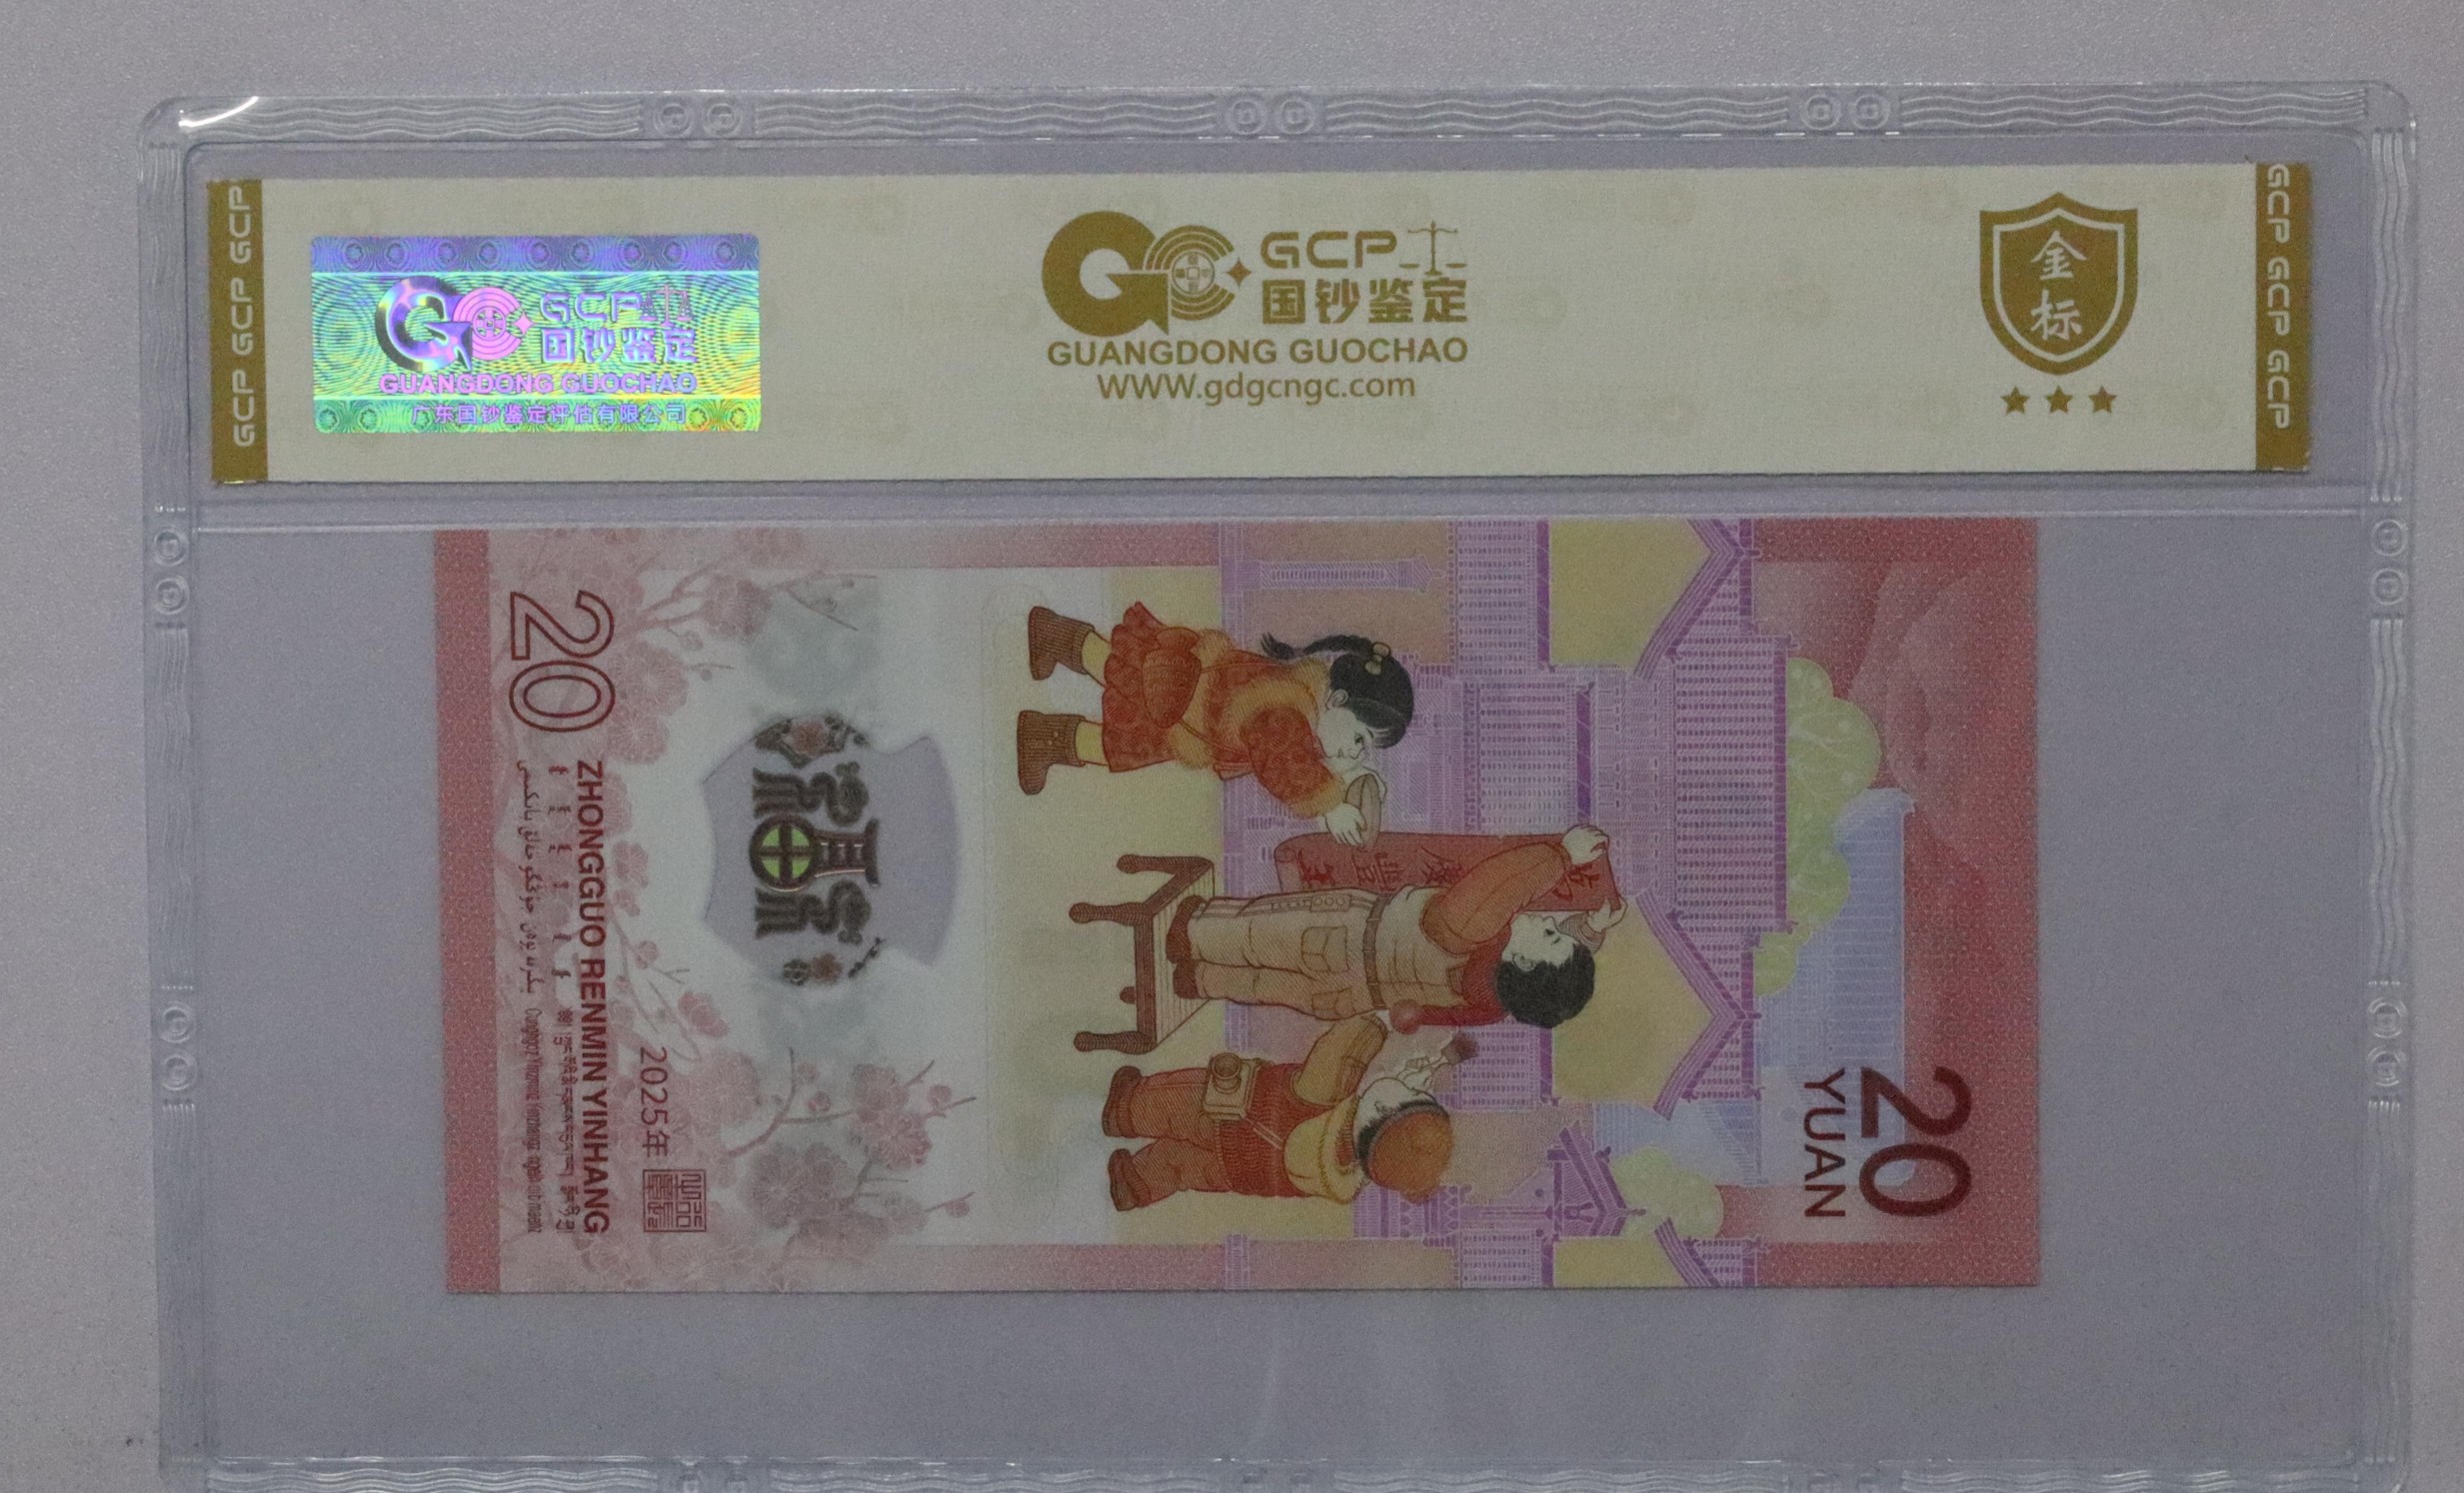 GCP GCP GCP
GCP
国钞鉴定
GUANGDONG GUOCHAO
广东国钞鉴定评估有限公司
GCP
国钞鉴定
GUANGDONG GUOCHAO
WWW.gdgcngc.com
金标
GCP GCP GCP
20
YUAN
20
ZHONGGUO RENMIN YINHANG
2025年